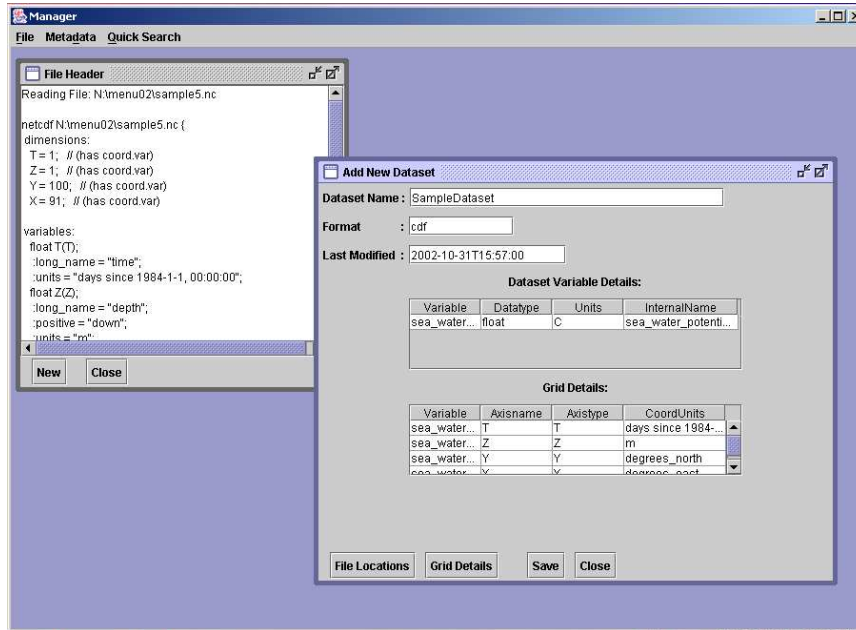 Manager
File Metadata Quick Search
File Header
Reading File: N:\menu02\sample5.nc
netcdf N:\menu02\sample5.nc {
dimensions:
T = 1; // (has coord.var)
Z = 1; // (has coord.var)
Y = 100; // (has coord.var)
X = 91; // (has coord.var)
variables:
float T(T);
:long_name = "time";
:units = "days since 1984-1-1, 00:00:00";
float Z(Z);
:long_name = "depth";
:positive = "down";
:units = "m";
New Close
Add New Dataset
Dataset Name : SampleDataset
Format : cdf
Last Modified : 2002-10-31T15:57:00
Dataset Variable Details:
Variable Datatype Units InternalName
sea_water... float C sea_water_potenti...
Grid Details:
Variable Axisname Axistype CoordUnits
sea_water... T T days since 1984-...
sea_water... Z Z m
sea_water... Y Y degrees_north
sea_water... degrees_east
File Locations Grid Details Save Close